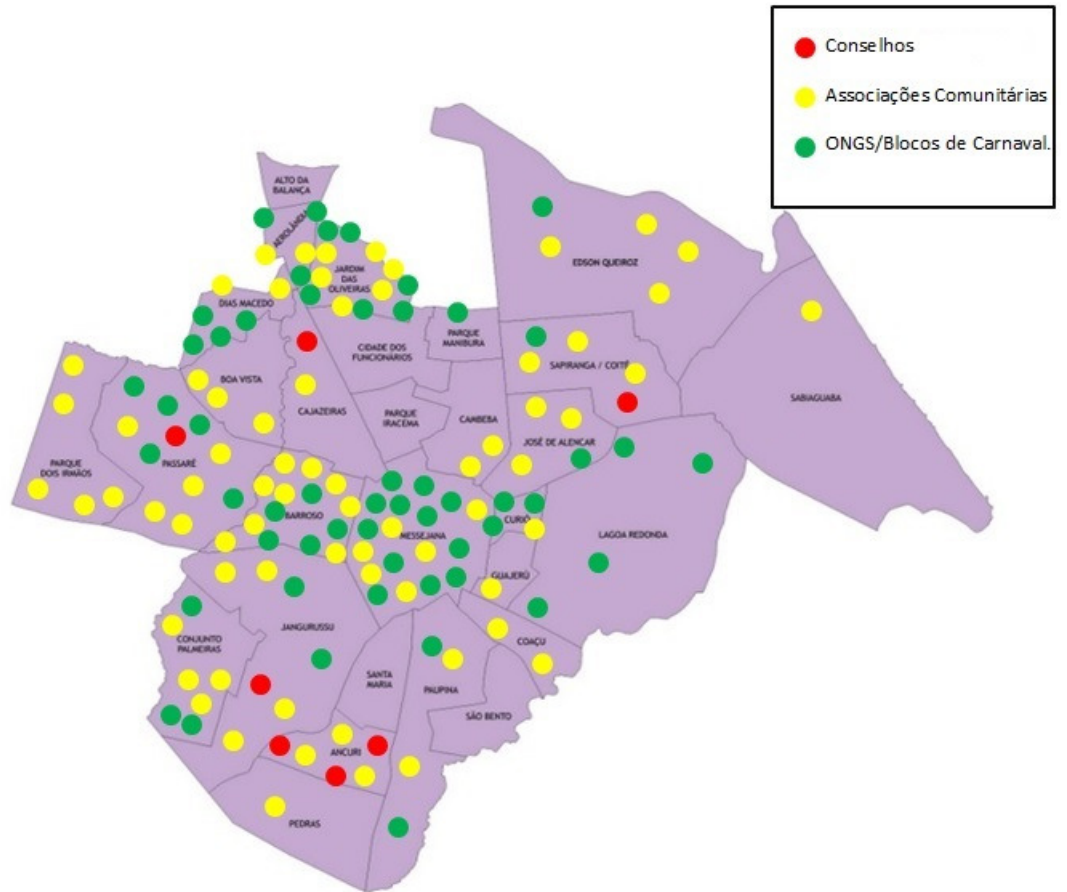 Conselhos
Associações Comunitárias
ONGS/Blocos de Carnaval.
ALTO DA
BALANÇA
AEROLÂNDIA
JARDIM
DAS
OLIVEIRAS
DIAS MACEDO
EDSON QUEIROZ
PARQUE
MANIBURA
CIDADE DOS
FUNCIONÁRIOS
SAPIRANGA / COITÉ
BOA VISTA
SABIAGUABA
CAJAZEIRAS
PARQUE
IRACEMA
CAMBEBA
JOSÉ DE ALENCAR
PARQUE
DOIS IRMÃOS
PASSARÉ
BARROSO
MESSEJANA
CURIÓ
LAGOA REDONDA
GUAJERÚ
JANGURUSSU
CONJUNTO
PALMEIRAS
COAÇU
SANTA
MARIA
PAUPINA
SÃO BENTO
ANCURI
PEDRAS